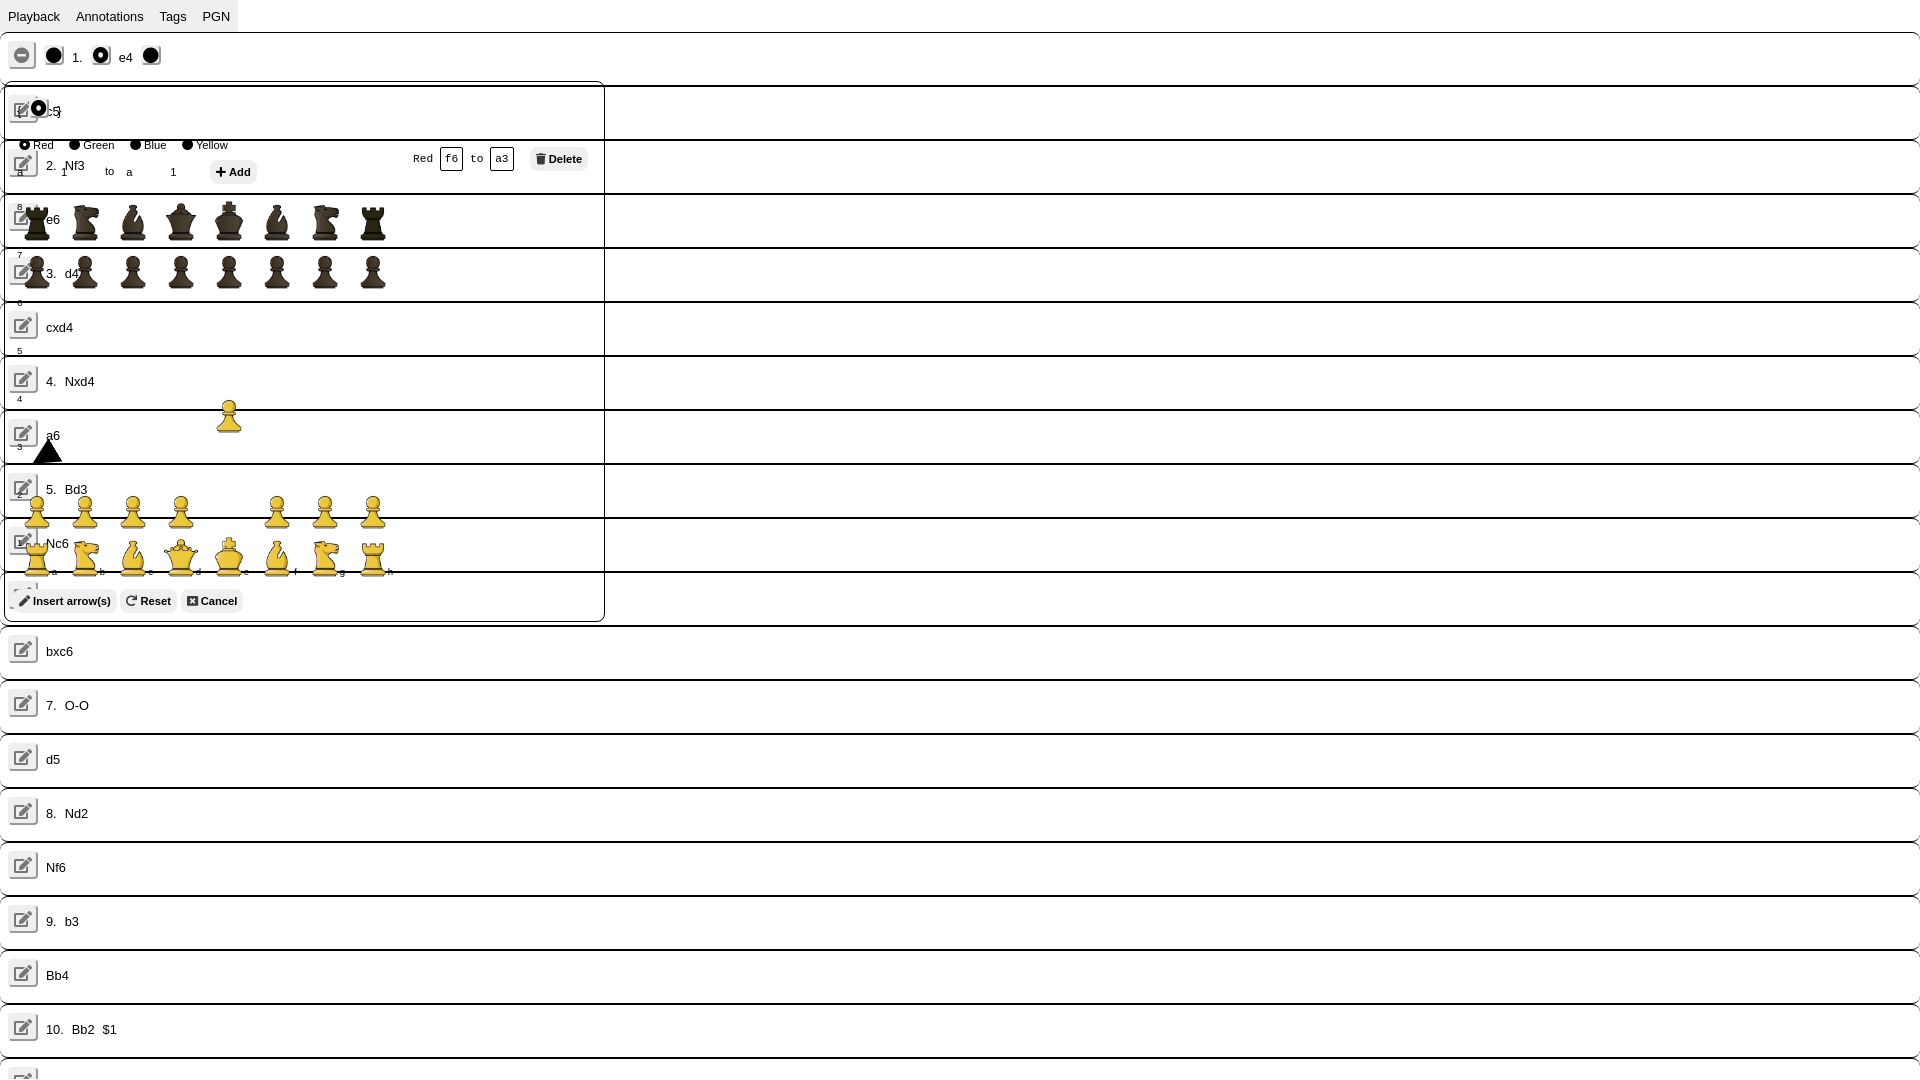 Playback Annotations Tags PGN
1. e4
{ c5 }
Red Green Blue Yellow
Red f6 to a3 Delete
2. Nf3
a 1 to a 1 Add
8
e6
7
3. d4
6
cxd4
5
4. Nxd4
4
a6
3
5. Bd3
2
1 Nc6
a b c d e f g h
Insert arrow(s) Reset Cancel
bxc6
7. O-O
d5
8. Nd2
Nf6
9. b3
Bb4
10. Bb2 $1